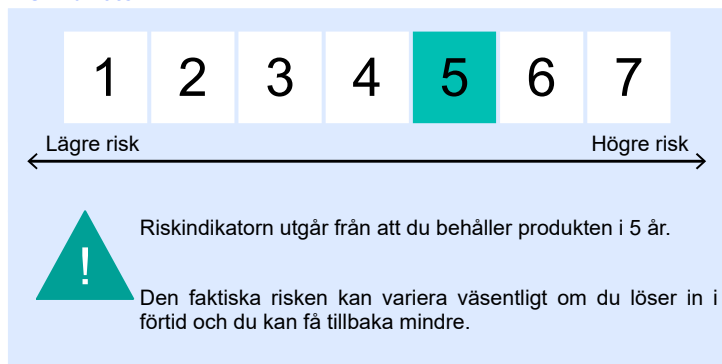 1 2 3 4 5 6 7
Lägre risk Högre risk
!
Riskindikatorn utgår från att du behåller produkten i 5 år.
Den faktiska risken kan variera väsentligt om du löser in i
förtid och du kan få tillbaka mindre.